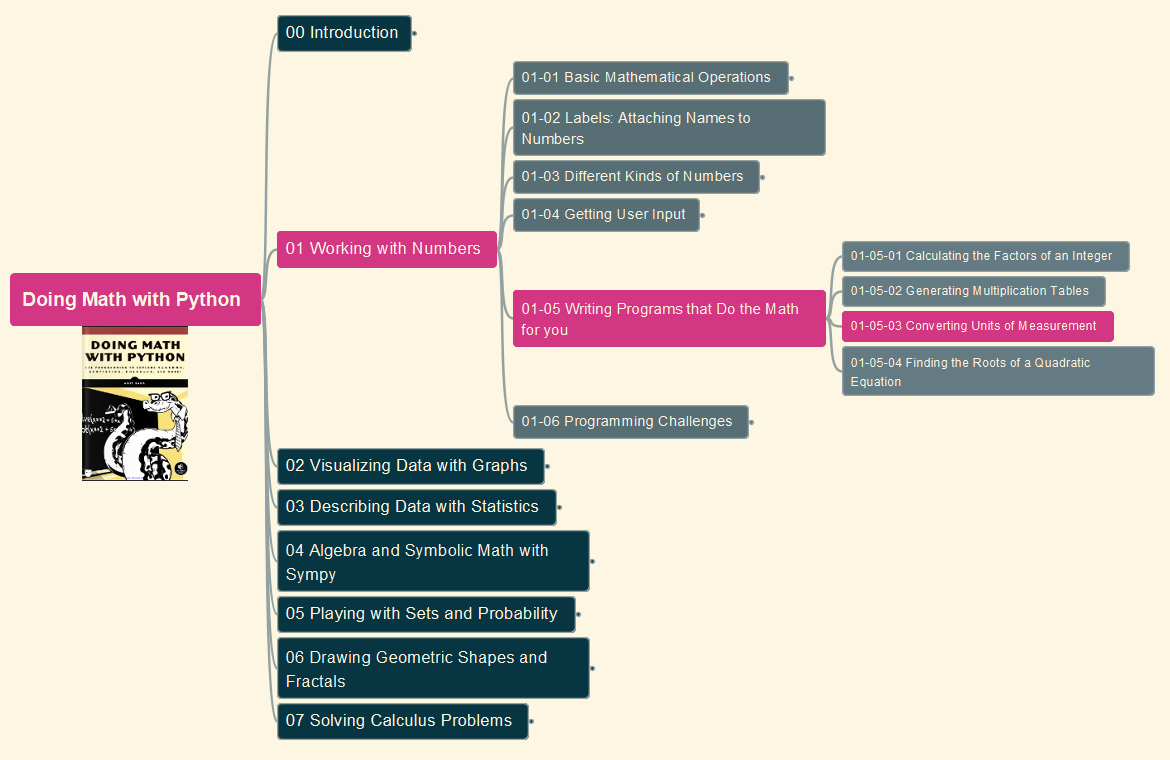 00 Introduction
01-01 Basic Mathematical Operations
01-02 Labels: Attaching Names to
Numbers
01-03 Different Kinds of Numbers
01-04 Getting User Input
01 Working with Numbers
01-05-01 Calculating the Factors of an Integer
01-05-02 Generating Multiplication Tables
01-05 Writing Programs that Do the Math
for you
01-05-03 Converting Units of Measurement
01-05-04 Finding the Roots of a Quadratic
Equation
01-06 Programming Challenges
Doing Math with Python
DOING MATH
WITH PYTHON
02 Visualizing Data with Graphs
03 Describing Data with Statistics
04 Algebra and Symbolic Math with
Sympy
05 Playing with Sets and Probability
06 Drawing Geometric Shapes and
Fractals
07 Solving Calculus Problems